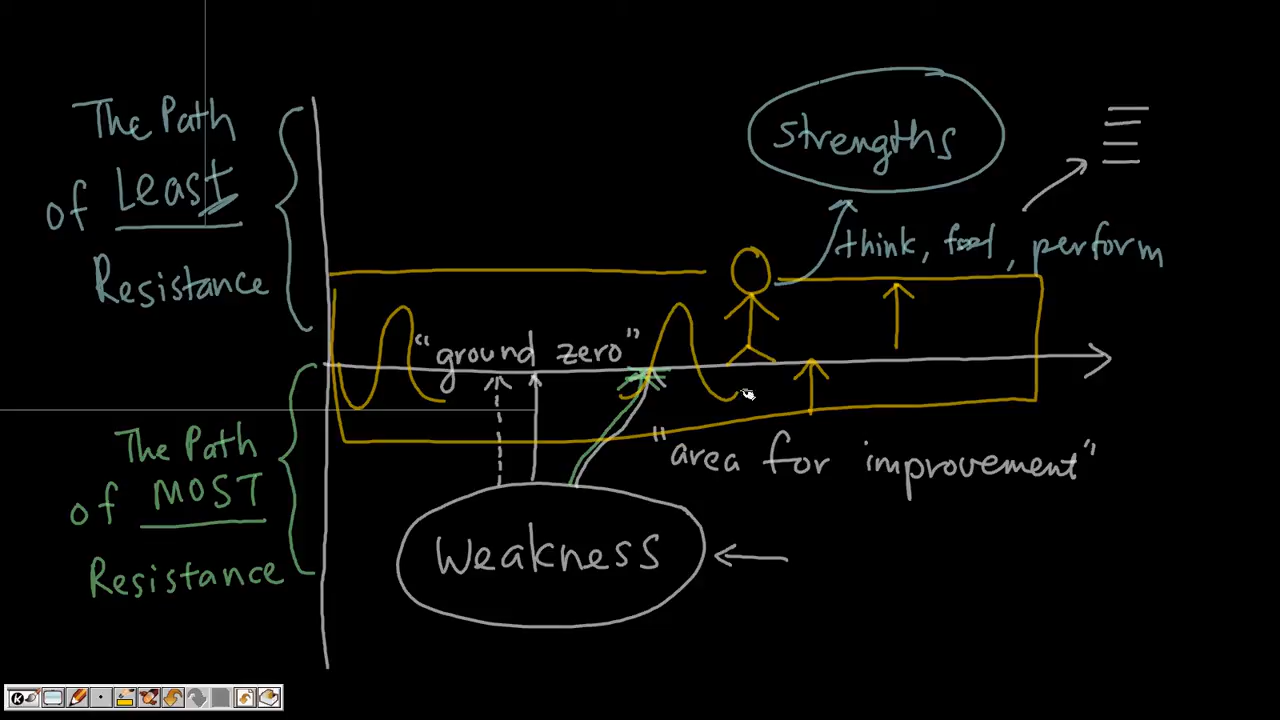 The Path
of Least
Resistance
strengths
think, feel, perform
"ground zero"
The Path
of MOST
Resistance
"area for improvement"
Weakness